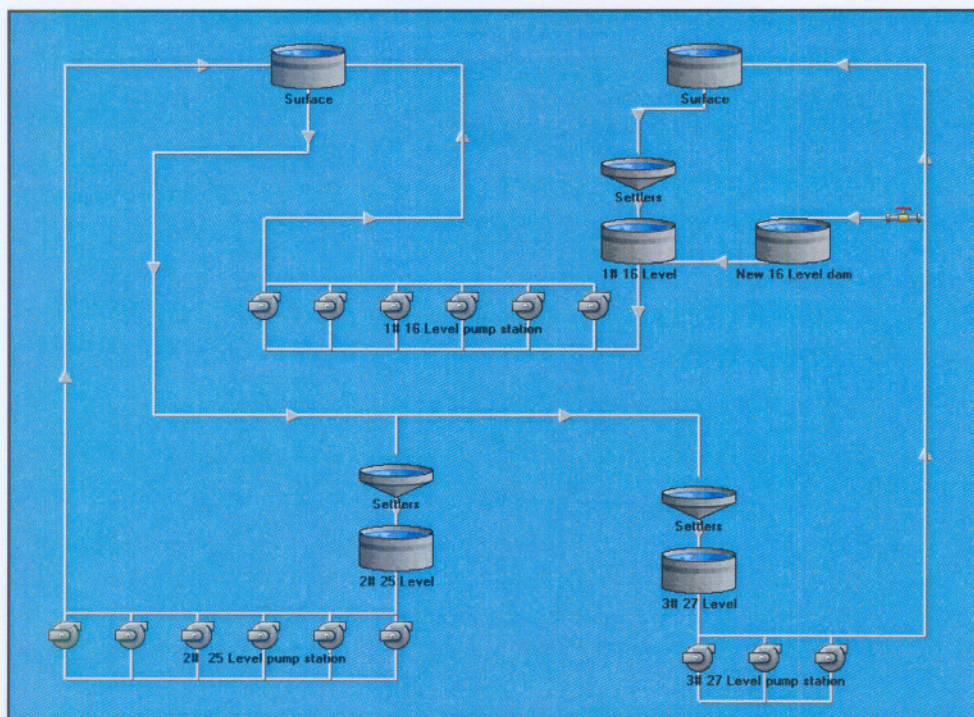 Surface
Surface
Settlers
1# 16 Level
New 16 Level dam
1# 16 Level pump station
Settlers
Settlers
2# 25 Level
3# 27 Level
2# 25 Level pump station
3# 27 Level pump station